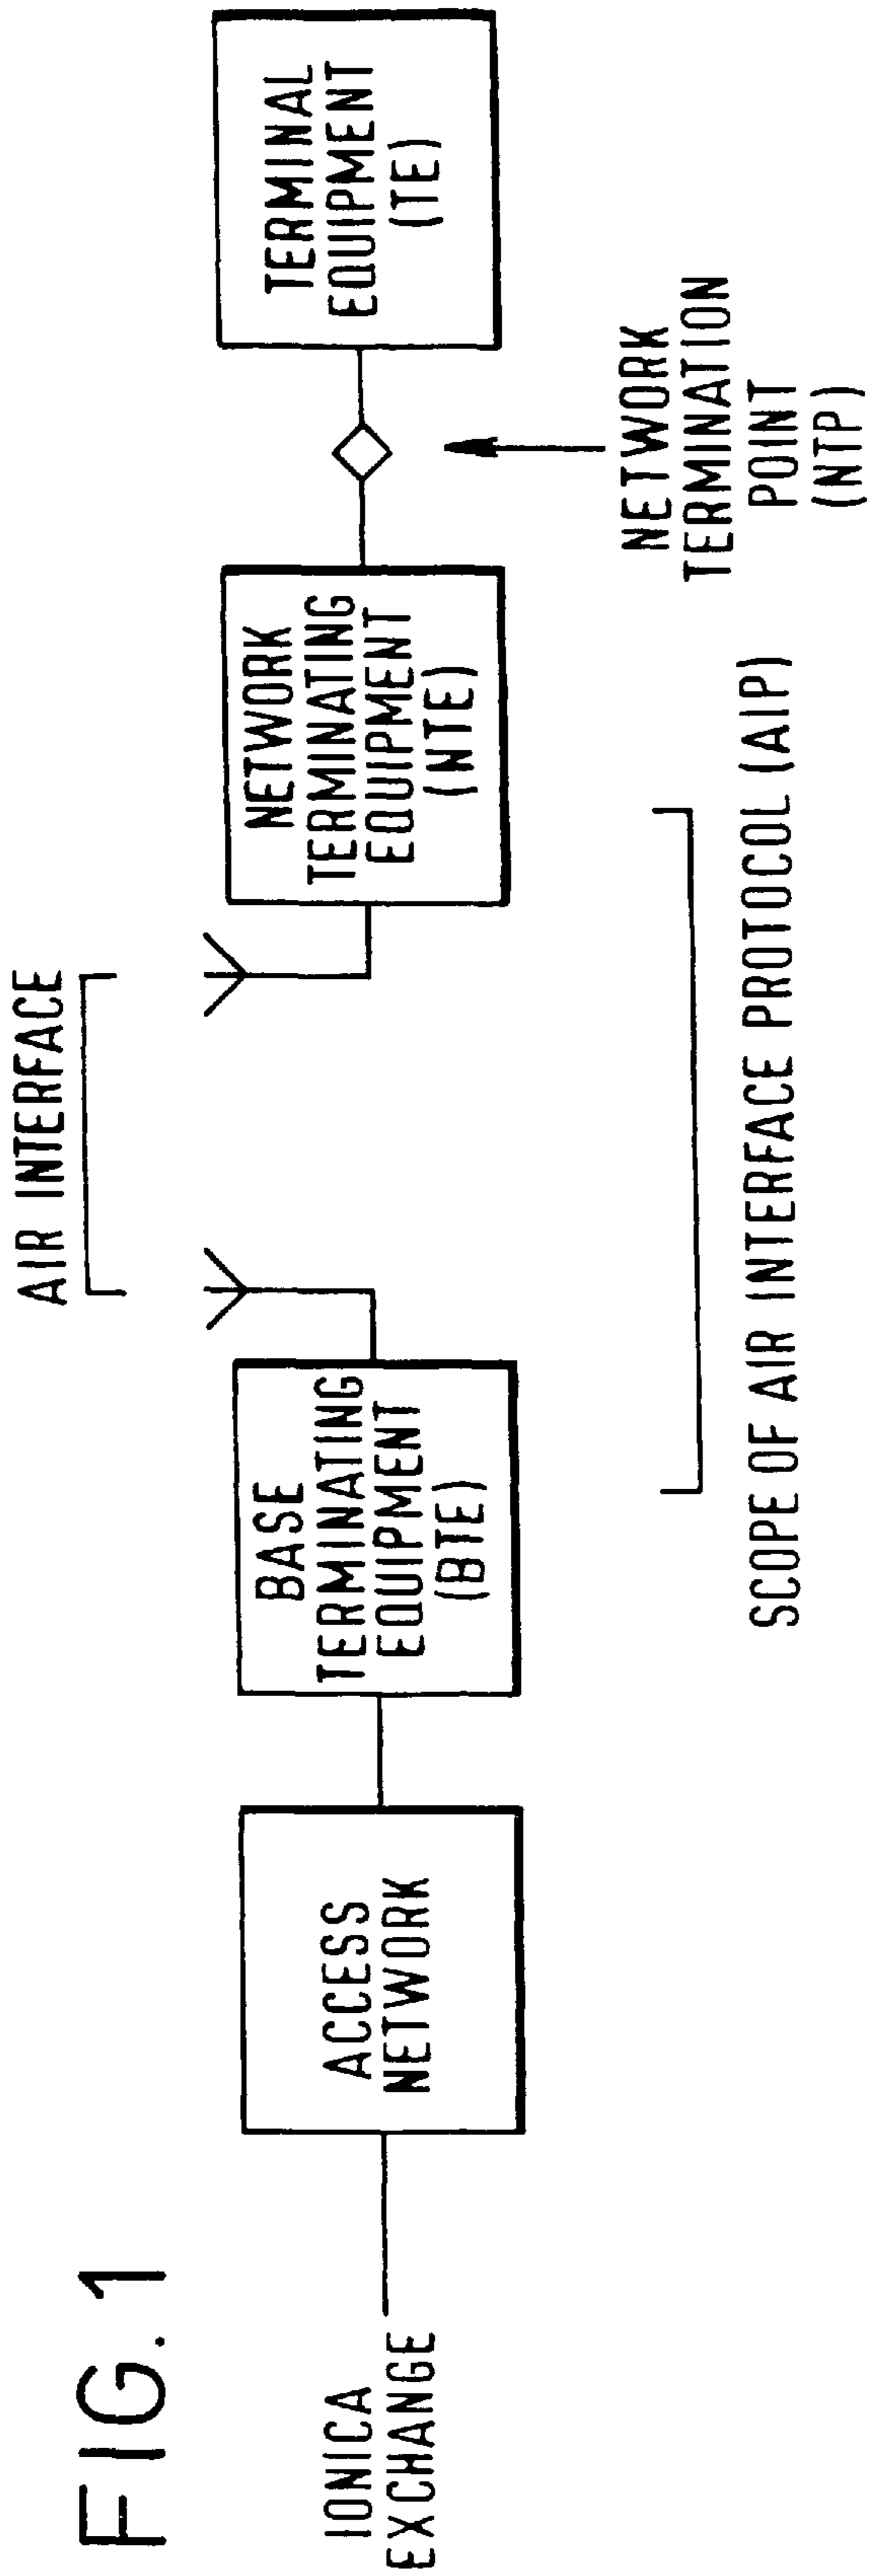 FIG. 1
AIR INTERFACE
IONICA
EXCHANGE
ACCESS
NETWORK
BASE
TERMINATING
EQUIPMENT
(BTE)
NETWORK
TERMINATING
EQUIPMENT
(NTE)
TERMINAL
EQUIPMENT
(TE)
NETWORK
TERMINATION
POINT
(NTP)
SCOPE OF AIR INTERFACE PROTOCOL (AIP)